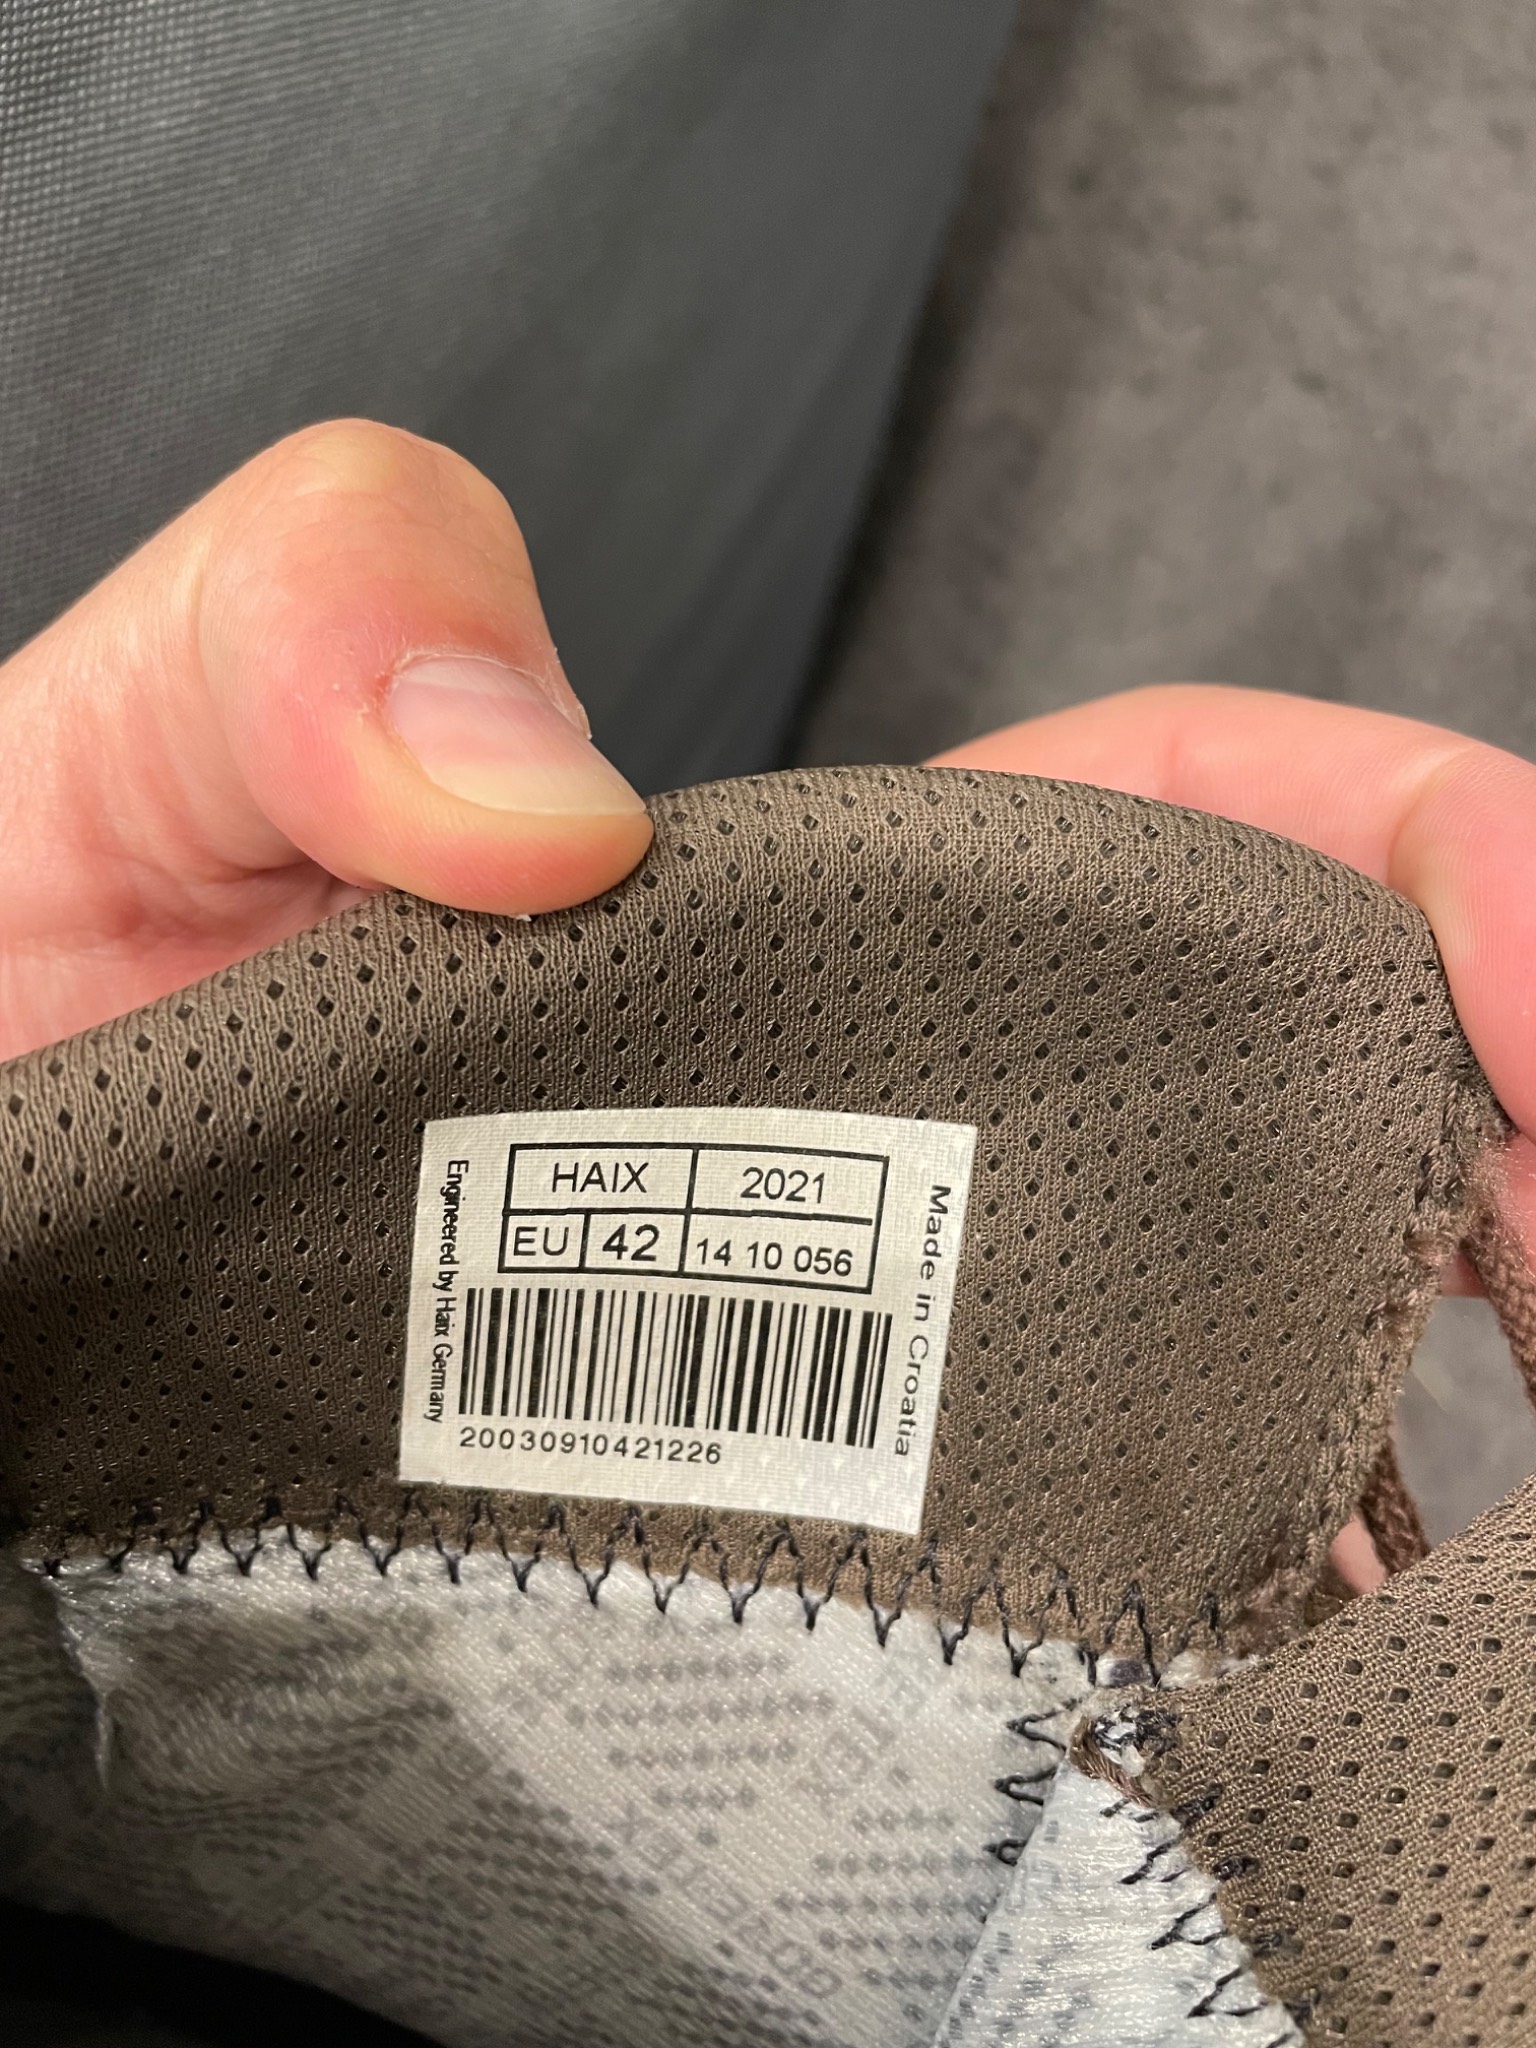 HAIX 2021
EU 42 14 10 056
20030910421226
Engineered by Haix Germany
Made in Croatia